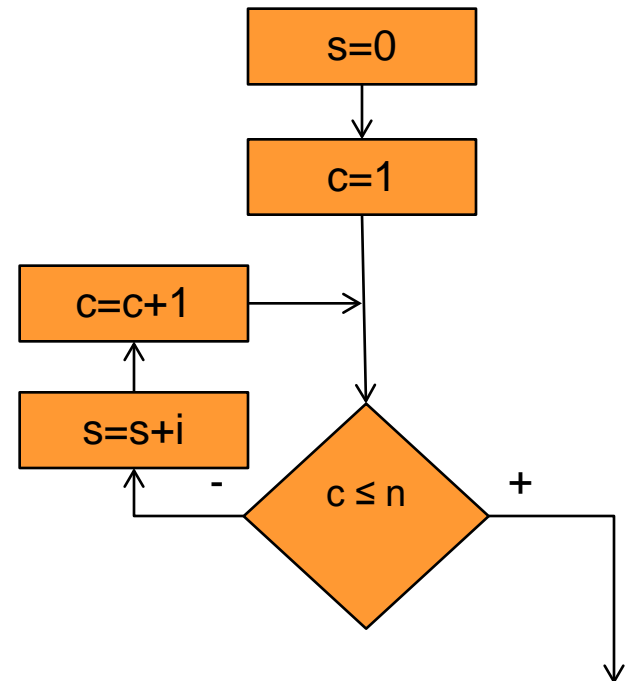 s=0
c=1
c=c+1
s=s+i
c ≤ n
-
+